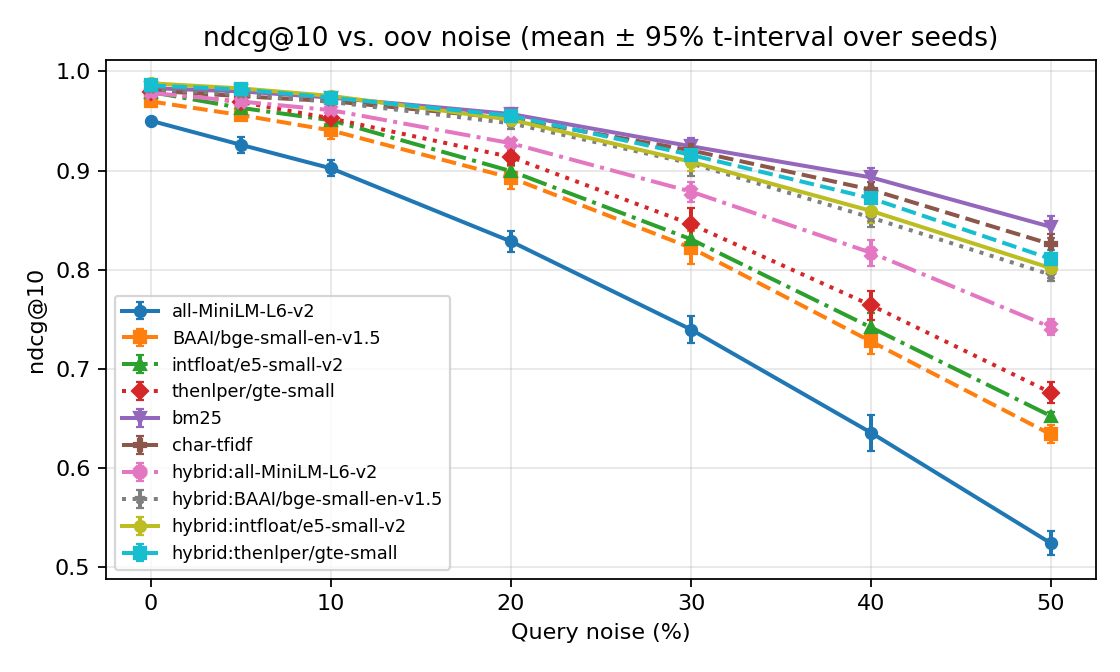 ndcg@10 vs. oov noise (mean ± 95% t-interval over seeds)
ndcg@10
1.0
0.9
0.8
0.7
0.6
0.5
all-MiniLM-L6-v2
BAAI/bge-small-en-v1.5
intfloat/e5-small-v2
thenlper/gte-small
bm25
char-tfidf
hybrid:all-MiniLM-L6-v2
hybrid:BAAI/bge-small-en-v1.5
hybrid:intfloat/e5-small-v2
hybrid:thenlper/gte-small
0 10 20 30 40 50
Query noise (%)